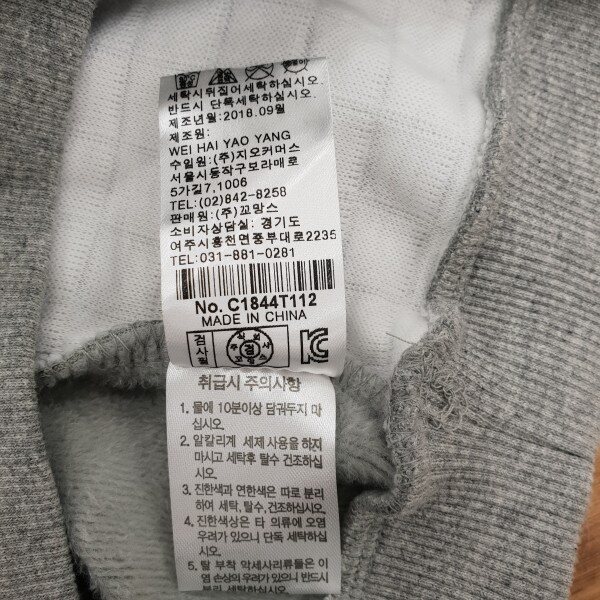 세탁시뒤집어세탁하십시오.
반드시 단독세탁하십시오.
제조년월:2018.09월
제조원:
WEI HAI YAO YANG
수입원:(주)지오커머스
서울시동작구보라매로
5가길7,1006
TEL:(02)842-8258
판매원:(주)꼬망스
소비자상담실:경기도
여주시흥천면중부대로2235
TEL:031-881-0281
No. C1844T112
MADE IN CHINA
검사필
검
취급시 주의사항
1. 물에 10분이상 담궈두지 마
십시오.
2. 알칼리계 세제사용을 하지
마시고 세탁후 탈수 건조하십
시오.
3. 진한색과 연한색은 따로 분리
하여 세탁,탈수,건조하십시오.
4. 진한색상은 타 의류에 오염
우려가 있으니 단독 세탁하십
시오.
5. 탈 부착 악세사리류들은 이
염 손상의 우려가 있으니 반드시